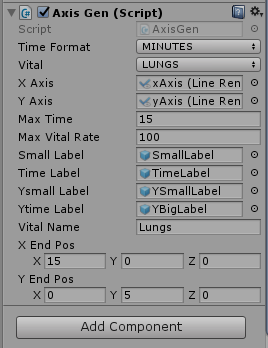 Axis Gen (Script)
Script AxisGen
Time Format MINUTES
Vital LUNGS
X Axis xAxis (Line Ren
Y Axis yAxis (Line Ren
Max Time 15
Max Vital Rate 100
Small Label SmallLabel
Time Label TimeLabel
Ysmall Label YSmallLabel
Ytime Label YBigLabel
Vital Name Lungs
X End Pos
X 15 Y 0 Z 0
Y End Pos
X 0 Y 5 Z 0
Add Component